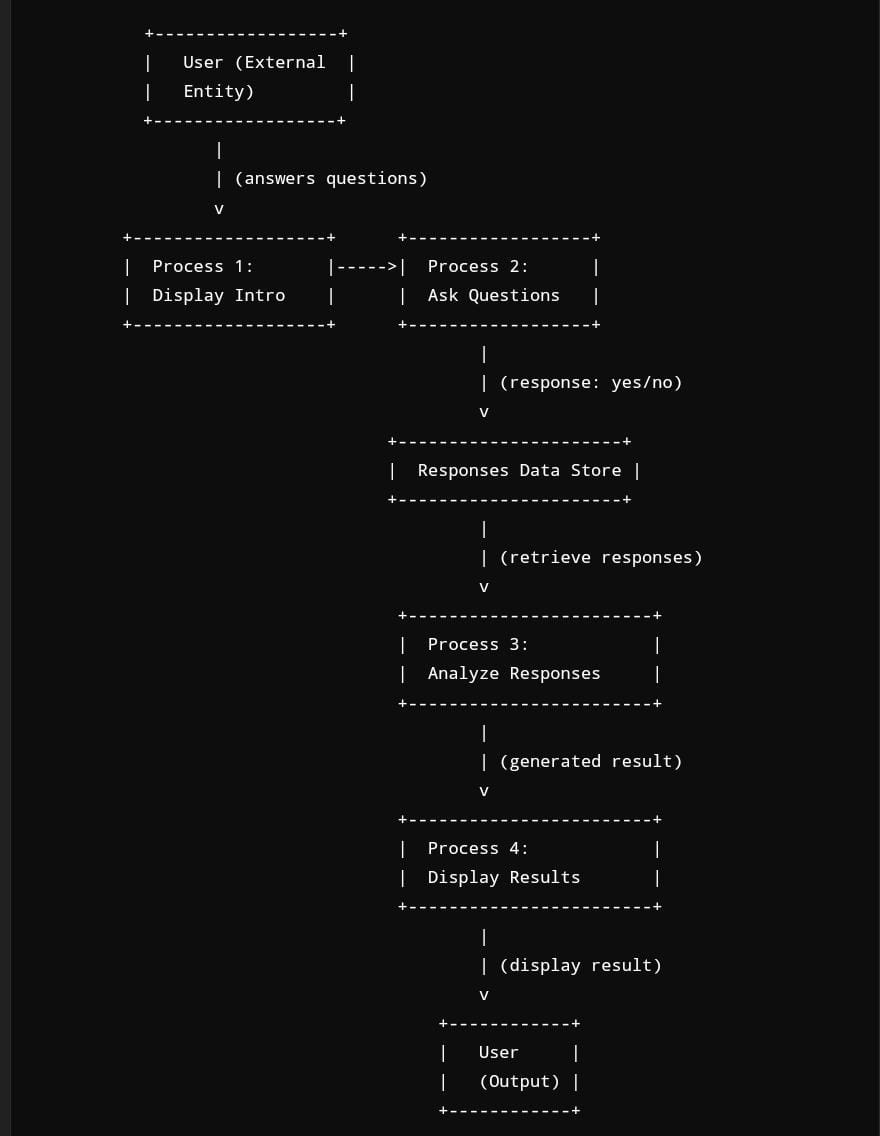 +------------------+
|   User (External  |
|   Entity)         |
+------------------+
|
| (answers questions)
v
+-------------------+      +------------------+
|  Process 1:       |----->|  Process 2:      |
|  Display Intro    |      |  Ask Questions   |
+-------------------+      +------------------+
|
| (response: yes/no)
v
+----------------------+
|  Responses Data Store |
+----------------------+
|
| (retrieve responses)
v
+------------------------+
|  Process 3:            |
|  Analyze Responses     |
+------------------------+
|
| (generated result)
v
+------------------------+
|  Process 4:            |
|  Display Results       |
+------------------------+
|
| (display result)
v
+------------+
|   User     |
|   (Output) |
+------------+